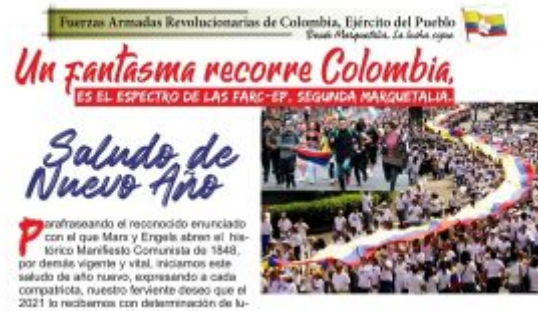 Fuerzas Armadas Revolucionarias de Colombia, Ejército del Pueblo
Desde Marquetalia, La lucha sigue
Un fantasma recorre Colombia,
ES EL ESPECTRO DE LAS FARC-EP, SEGUNDA MARQUETALIA.
Saludo de
Nuevo Año
Parafraseando el reconocido enunciado
con el que Marx y Engels abren el his-
tórico Manifiesto Comunista de 1848,
por demás vigente y vital, iniciamos este
saludo de año nuevo, expresando a cada
compatriota, nuestro ferviente deseo que el
2021 lo recibamos con determinación de lu-